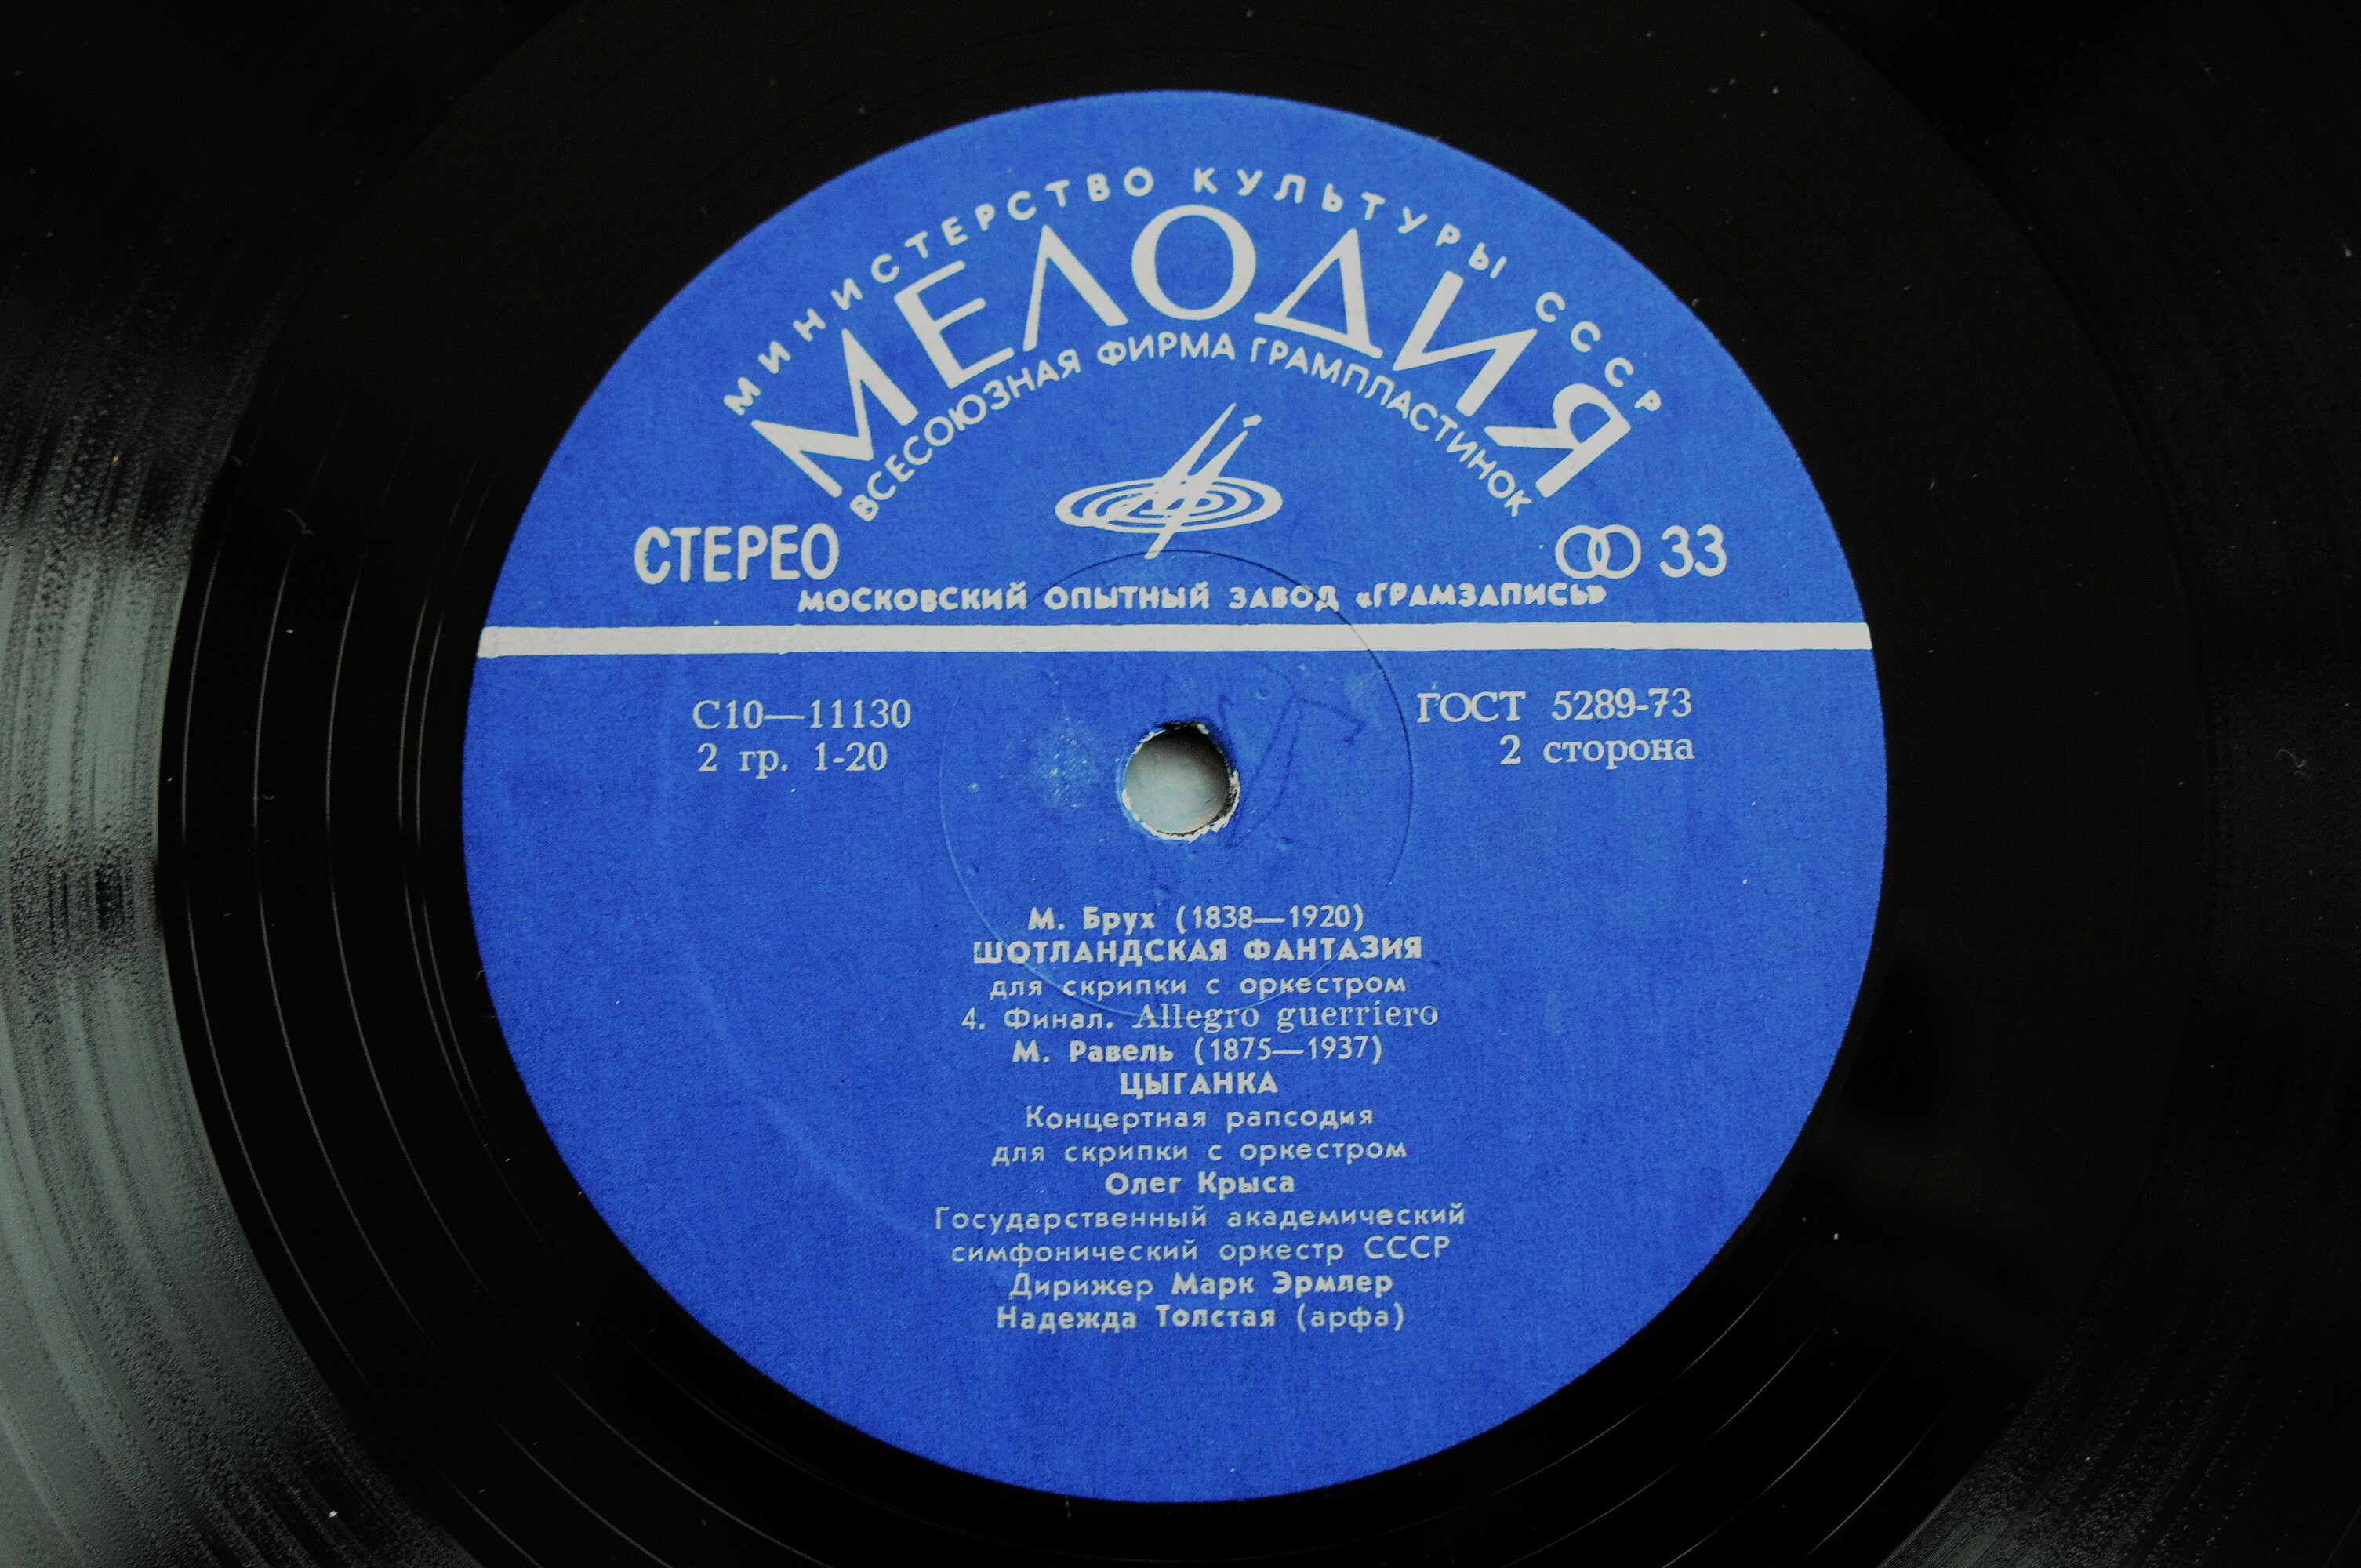 МИНИСТЕРСТВО КУЛЬТУРЫ СССР
МЕЛОДИЯ
ВСЕСОЮЗНАЯ ФИРМА ГРАМПЛАСТИНОК
СТЕРЕО
33
МОСКОВСКИЙ ОПЫТНЫЙ ЗАВОД «ГРАМЗАПИСЬ»
С10—11130
2 гр. 1-20
ГОСТ 5289-73
2 сторона
М. Брух (1838—1920)
ШОТЛАНДСКАЯ ФАНТАЗИЯ
для скрипки с оркестром
4. Финал. Allegro guerriero
М. Равель (1875—1937)
ЦЫГАНКА
Концертная рапсодия
для скрипки с оркестром
Олег Крыса
Государственный академический
симфонический оркестр СССР
Дирижер Марк Эрмлер
Надежда Толстая (арфа)